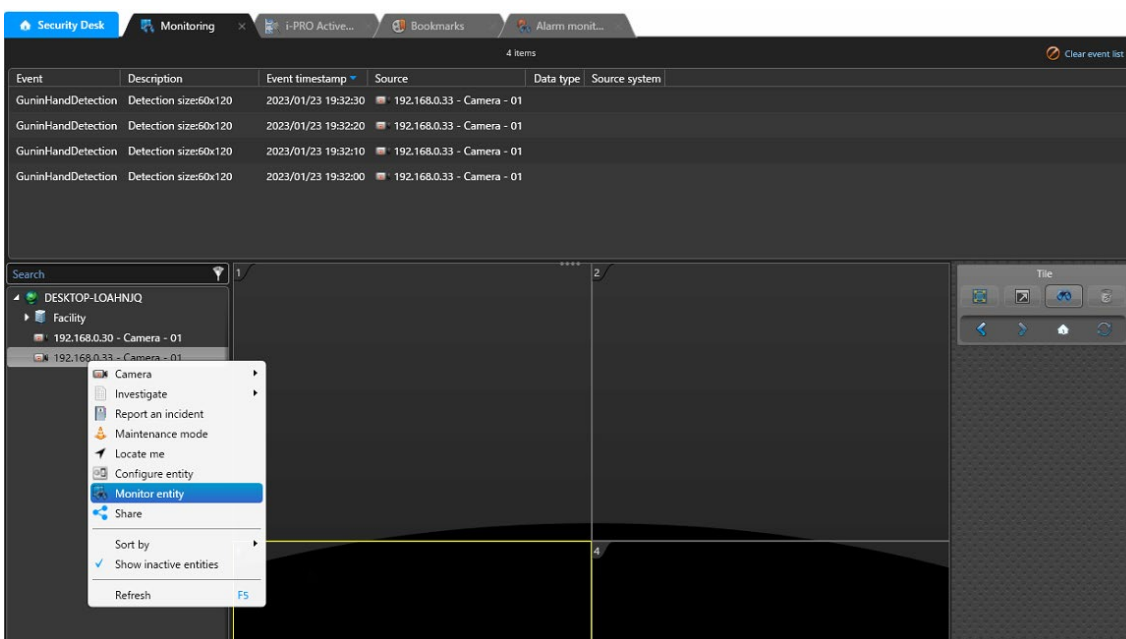 Security Desk Monitoring × i-PRO Active... Bookmarks Alarm monit...
4 items Clear event list
Event Description Event timestamp Source Data type Source system
GuninHandDetection Detection size:60x120 2023/01/23 19:32:30 192.168.0.33 - Camera - 01
GuninHandDetection Detection size:60x120 2023/01/23 19:32:20 192.168.0.33 - Camera - 01
GuninHandDetection Detection size:60x120 2023/01/23 19:32:10 192.168.0.33 - Camera - 01
GuninHandDetection Detection size:60x120 2023/01/23 19:32:00 192.168.0.33 - Camera - 01
Search 1 2 Tile
DESKTOP-LOAHNJQ
Facility
192.168.0.30 - Camera - 01
192.168.0.33 - Camera - 01
Camera
Investigate
Report an incident
Maintenance mode
Locate me
Configure entity
Monitor entity
Share
Sort by
4
Show inactive entities
Refresh F5